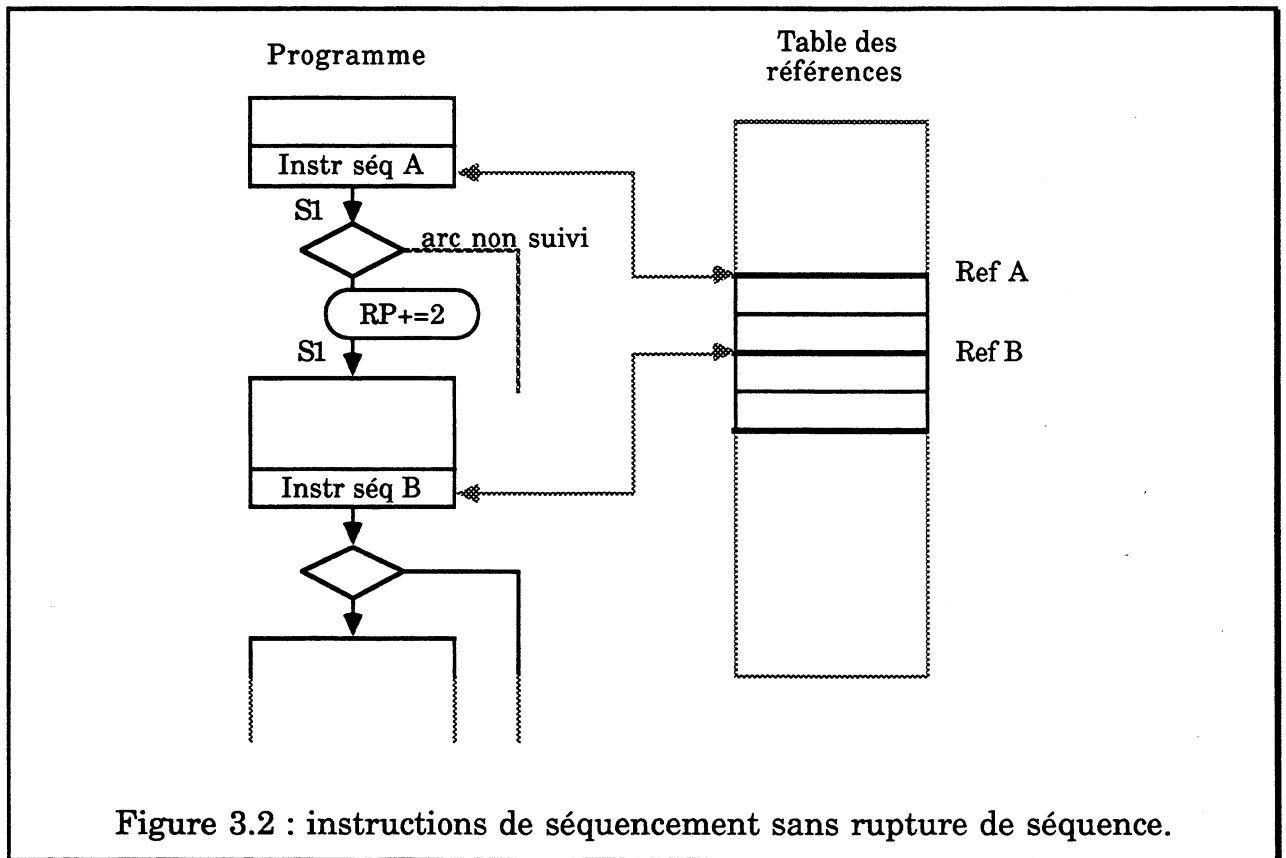 Programme
Table des
références
Instr séq A
S1
arc non suivi
RP+=2
S1
Instr séq B
Ref A
Ref B
Figure 3.2 : instructions de séquencement sans rupture de séquence.